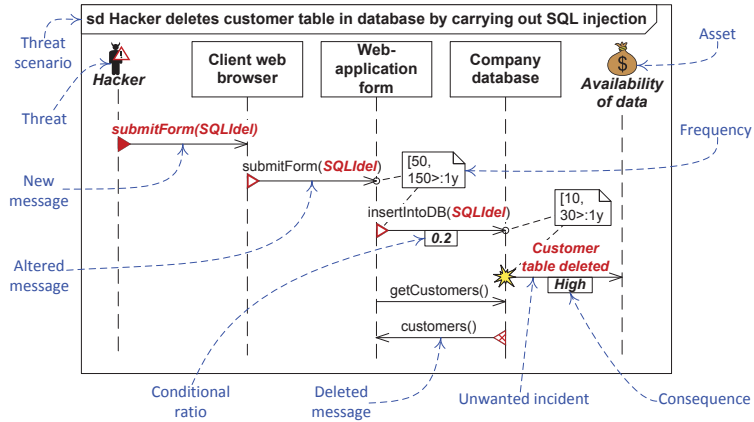 sd Hacker deletes customer table in database by carrying out SQL injection
Threat
scenario
Asset
Hacker
Client web
browser
Web-
application
form
Company
database
$
Availability
of data
Threat
submitForm(SQLIdel)
Frequency
New
message
submitForm(SQLIdel)
[50,
150>:1y
[10,
30>:1y
insertIntoDB(SQLIdel)
0.2
Altered
message
Customer
table deleted
High
getCustomers()
customers()
Conditional
ratio
Deleted
message
Unwanted incident
Consequence